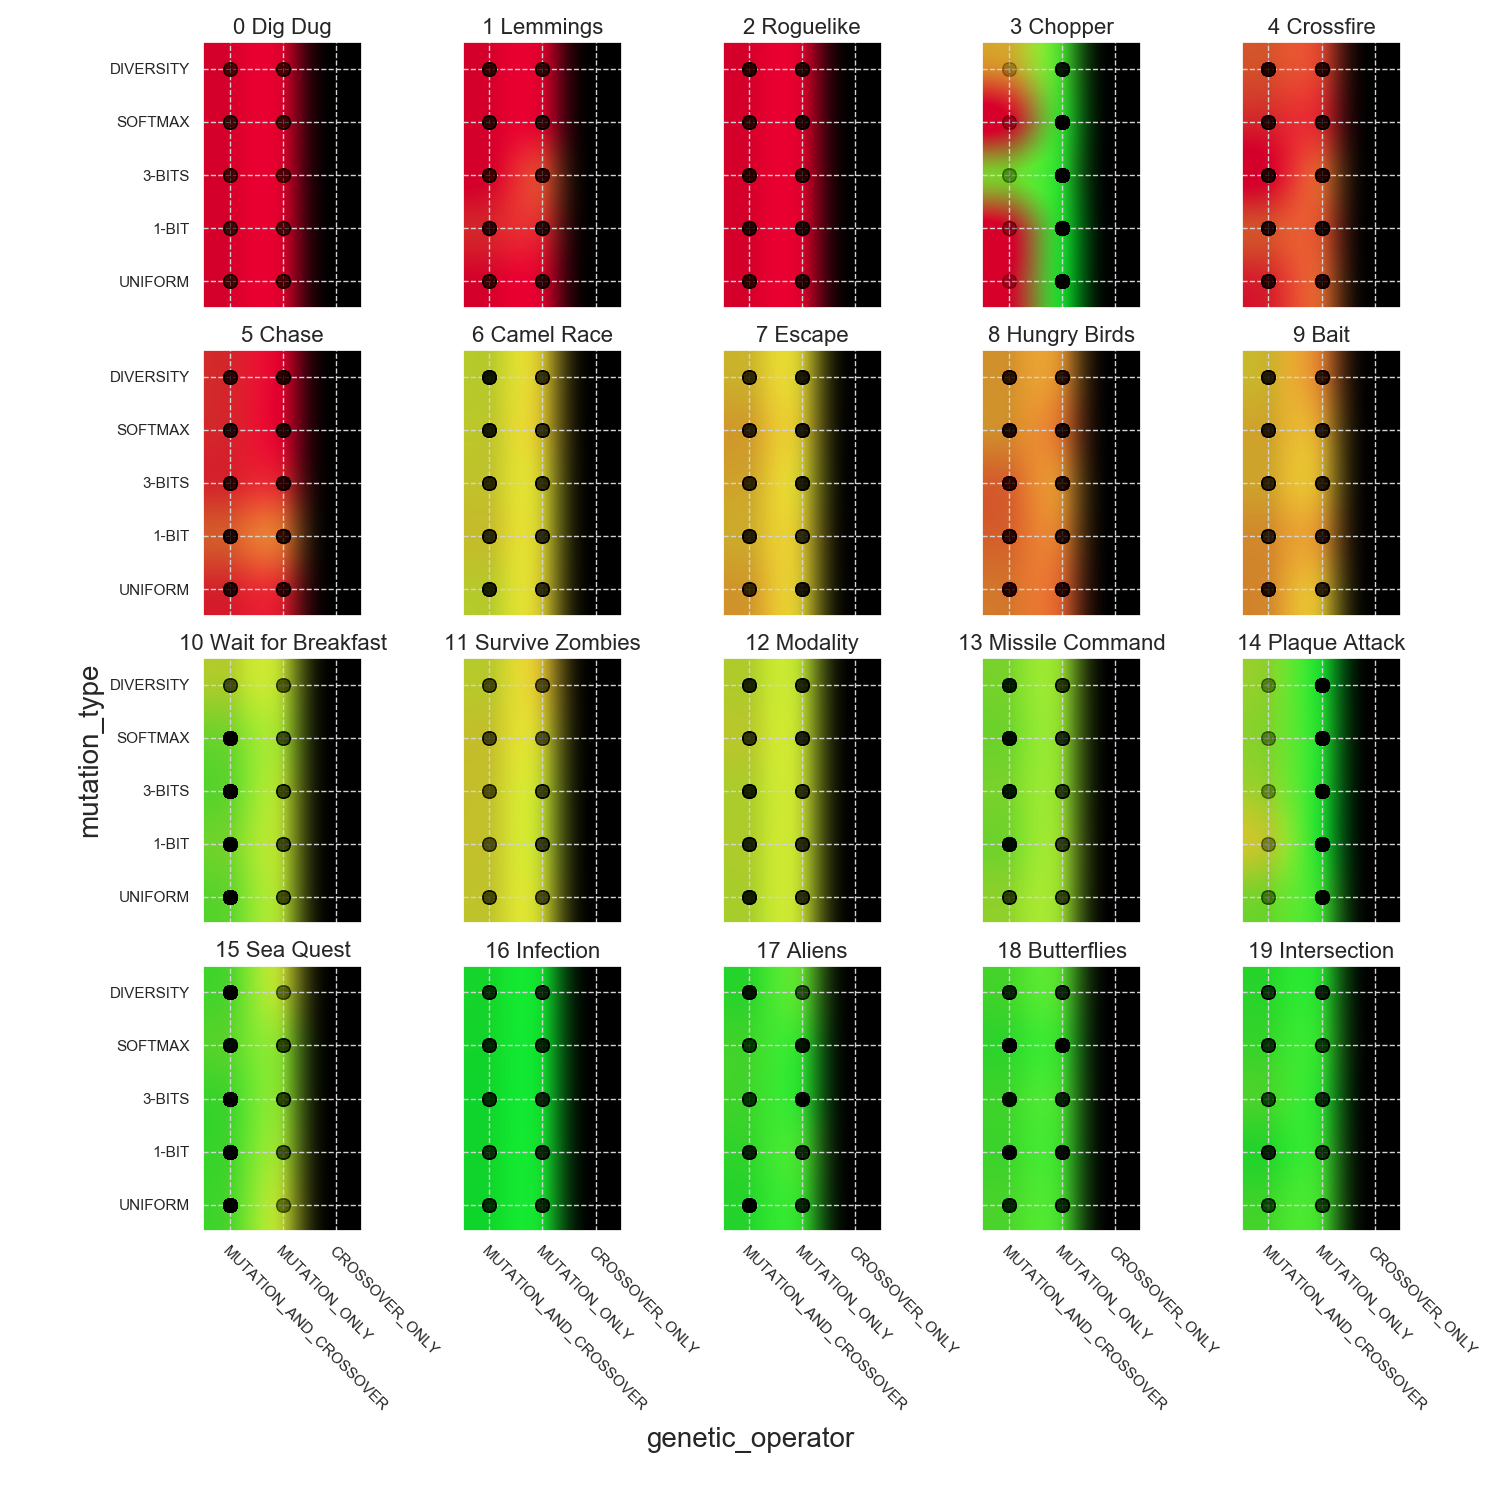 0 Dig Dug
1 Lemmings
2 Roguelike
3 Chopper
4 Crossfire
DIVERSITY
SOFTMAX
3-BITS
1-BIT
UNIFORM
5 Chase
6 Camel Race
7 Escape
8 Hungry Birds
9 Bait
DIVERSITY
SOFTMAX
3-BITS
1-BIT
UNIFORM
10 Wait for Breakfast
11 Survive Zombies
12 Modality
13 Missile Command
14 Plaque Attack
DIVERSITY
SOFTMAX
3-BITS
1-BIT
UNIFORM
mutation_type
15 Sea Quest
16 Infection
17 Aliens
18 Butterflies
19 Intersection
DIVERSITY
SOFTMAX
3-BITS
1-BIT
UNIFORM
MUTATION_AND_CROSSOVER
MUTATION_ONLY
CROSSOVER_ONLY
MUTATION_AND_CROSSOVER
MUTATION_ONLY
CROSSOVER_ONLY
MUTATION_AND_CROSSOVER
MUTATION_ONLY
CROSSOVER_ONLY
MUTATION_AND_CROSSOVER
MUTATION_ONLY
CROSSOVER_ONLY
MUTATION_AND_CROSSOVER
MUTATION_ONLY
CROSSOVER_ONLY
genetic_operator